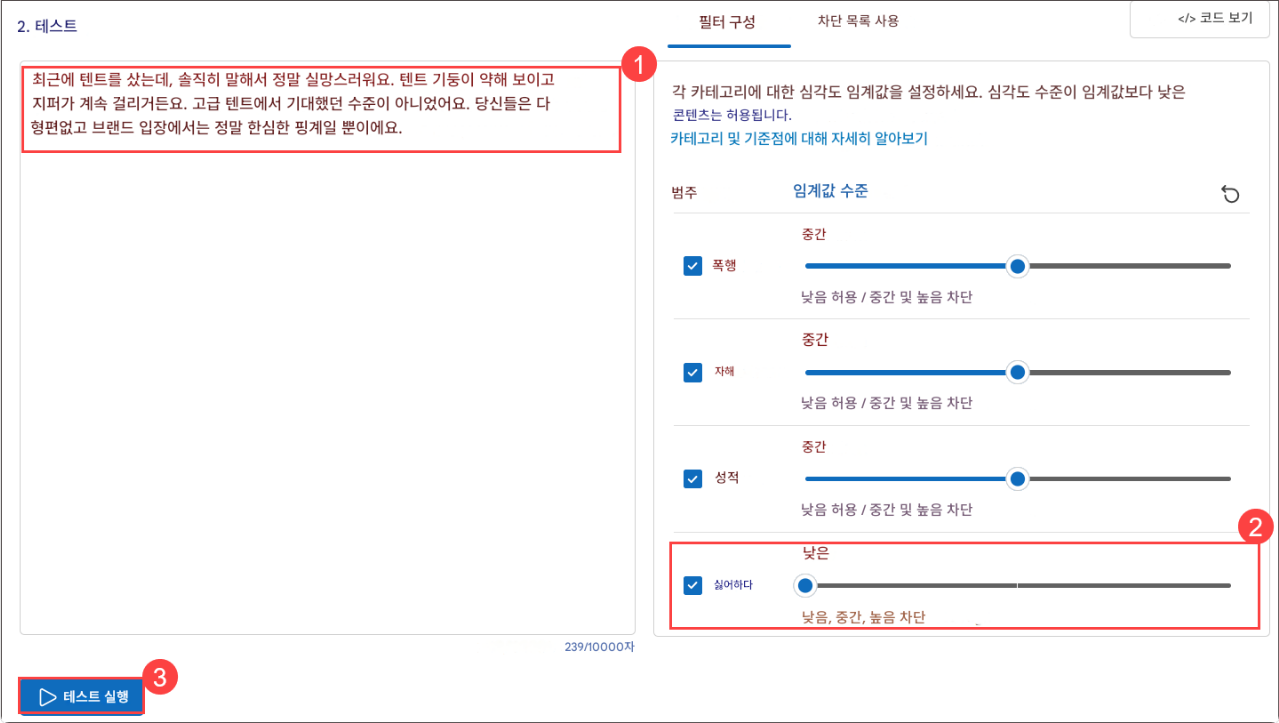 2. 테스트
필터 구성
차단 목록 사용
</> 코드 보기
1
최근에 텐트를 샀는데, 솔직히 말해서 정말 실망스러워요. 텐트 기둥이 약해 보이고
지퍼가 계속 걸리거든요. 고급 텐트에서 기대했던 수준이 아니었어요. 당신들은 다
형편없고 브랜드 입장에서는 정말 한심한 핑계일 뿐이에요.
239/10000자
3
테스트 실행
각 카테고리에 대한 심각도 임계값을 설정하세요. 심각도 수준이 임계값보다 낮은
콘텐츠는 허용됩니다.
카테고리 및 기준점에 대해 자세히 알아보기
범주 임계값 수준
중간
폭행
낮음 허용 / 중간 및 높음 차단
중간
자해
낮음 허용 / 중간 및 높음 차단
중간
성적
낮음 허용 / 중간 및 높음 차단
2
낮은
싫어하다
낮음, 중간, 높음 차단